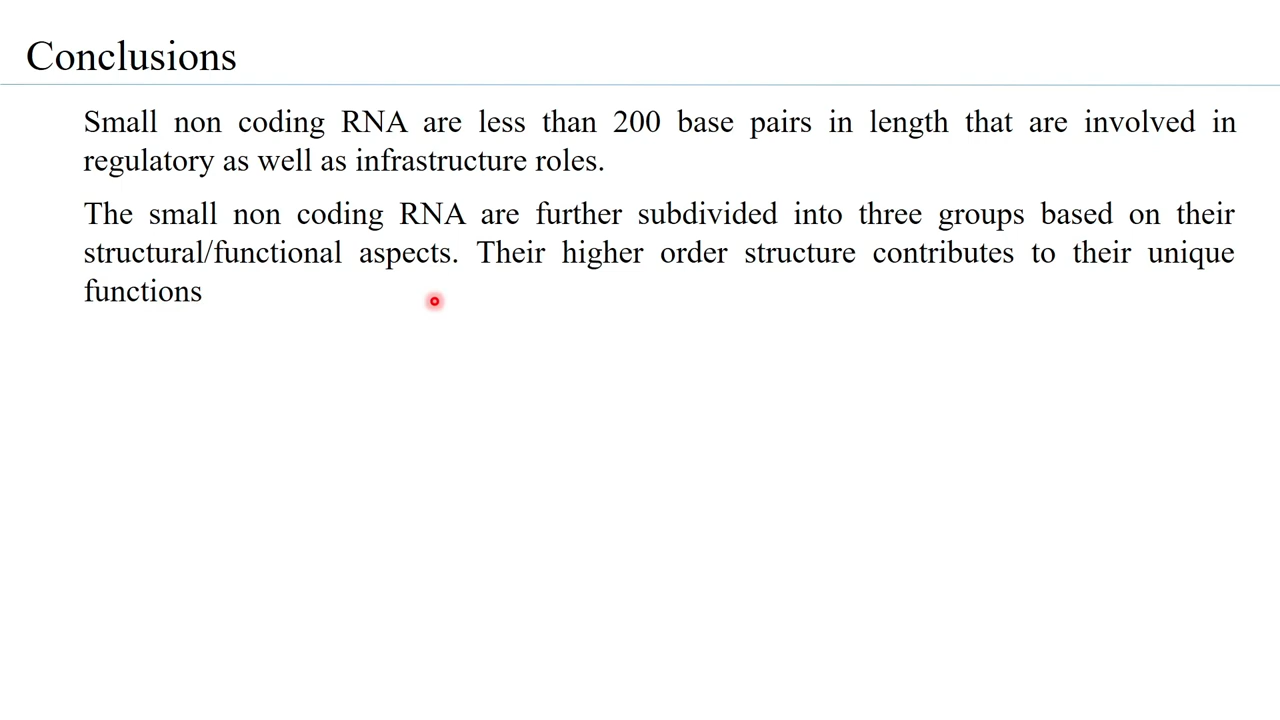 Conclusions
Small non coding RNA are less than 200 base pairs in length that are involved in
regulatory as well as infrastructure roles.
The small non coding RNA are further subdivided into three groups based on their
structural/functional aspects. Their higher order structure contributes to their unique
functions